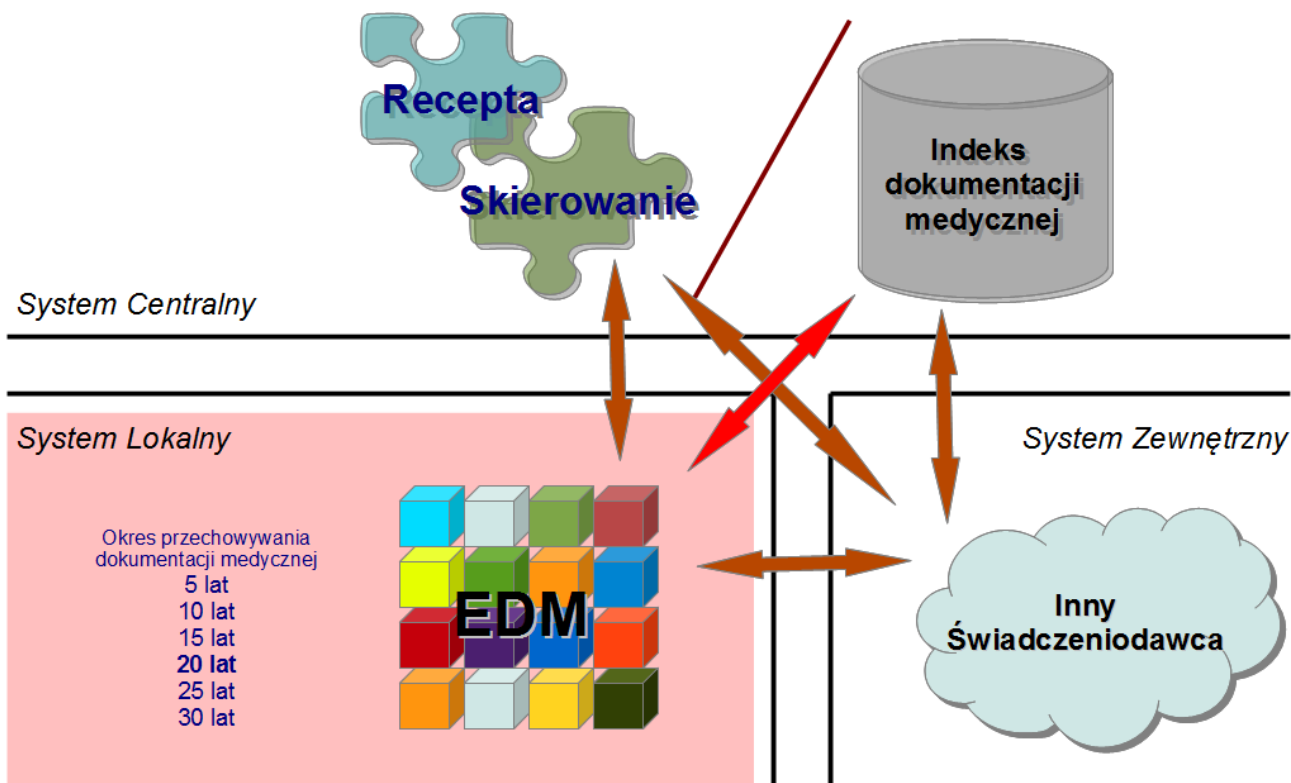 Recepta
Skierowanie
Indeks
dokumentacji
medycznej
System Centralny
System Lokalny
System Zewnętrzny
Okres przechowywania
dokumentacji medycznej
5 lat
10 lat
15 lat
20 lat
25 lat
30 lat
EDM
Inny
Świadczeniodawca